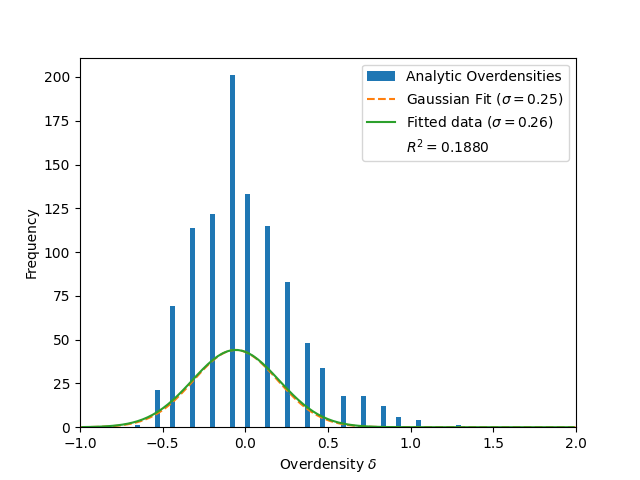 200
175
150
125
100
75
50
25
0
Frequency
Analytic Overdensities
Gaussian Fit (σ = 0.25)
Fitted data (σ = 0.26)
R² = 0.1880
−1.0 −0.5 0.0 0.5 1.0 1.5 2.0
Overdensity δ